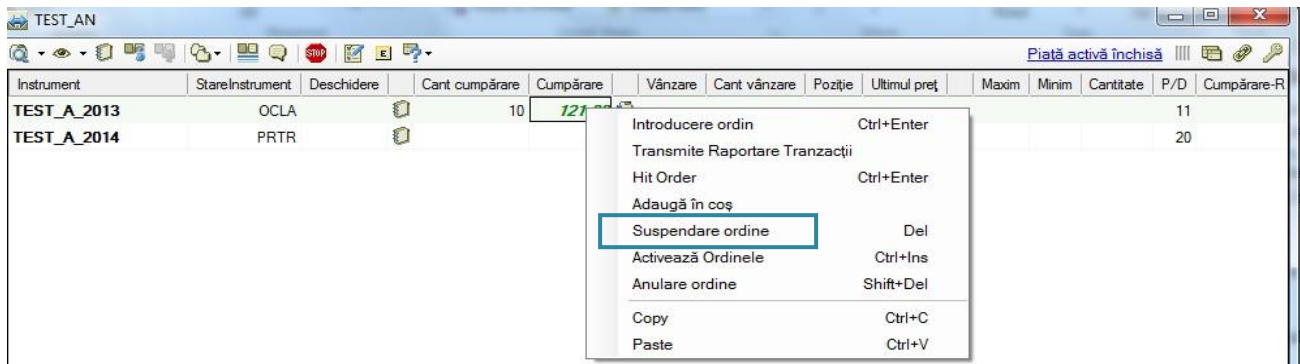 TEST_AN
STOP E Piață activă închisă
Instrument StareInstrument Deschidere Cant cumpărare Cumpărare Vânzare Cant vânzare Poziție Ultimul preț Maxim Minim Cantitate P/D Cumpărare-R
TEST_A_2013 OCLA 10 11
TEST_A_2014 PRTR 20
Introducere ordin Ctrl+Enter
Transmite Raportare Tranzacții
Hit Order Ctrl+Enter
Adaugă în coș
Suspendare ordine Del
Activează Ordinele Ctrl+Ins
Anulare ordine Shift+Del
Copy Ctrl+C
Paste Ctrl+V